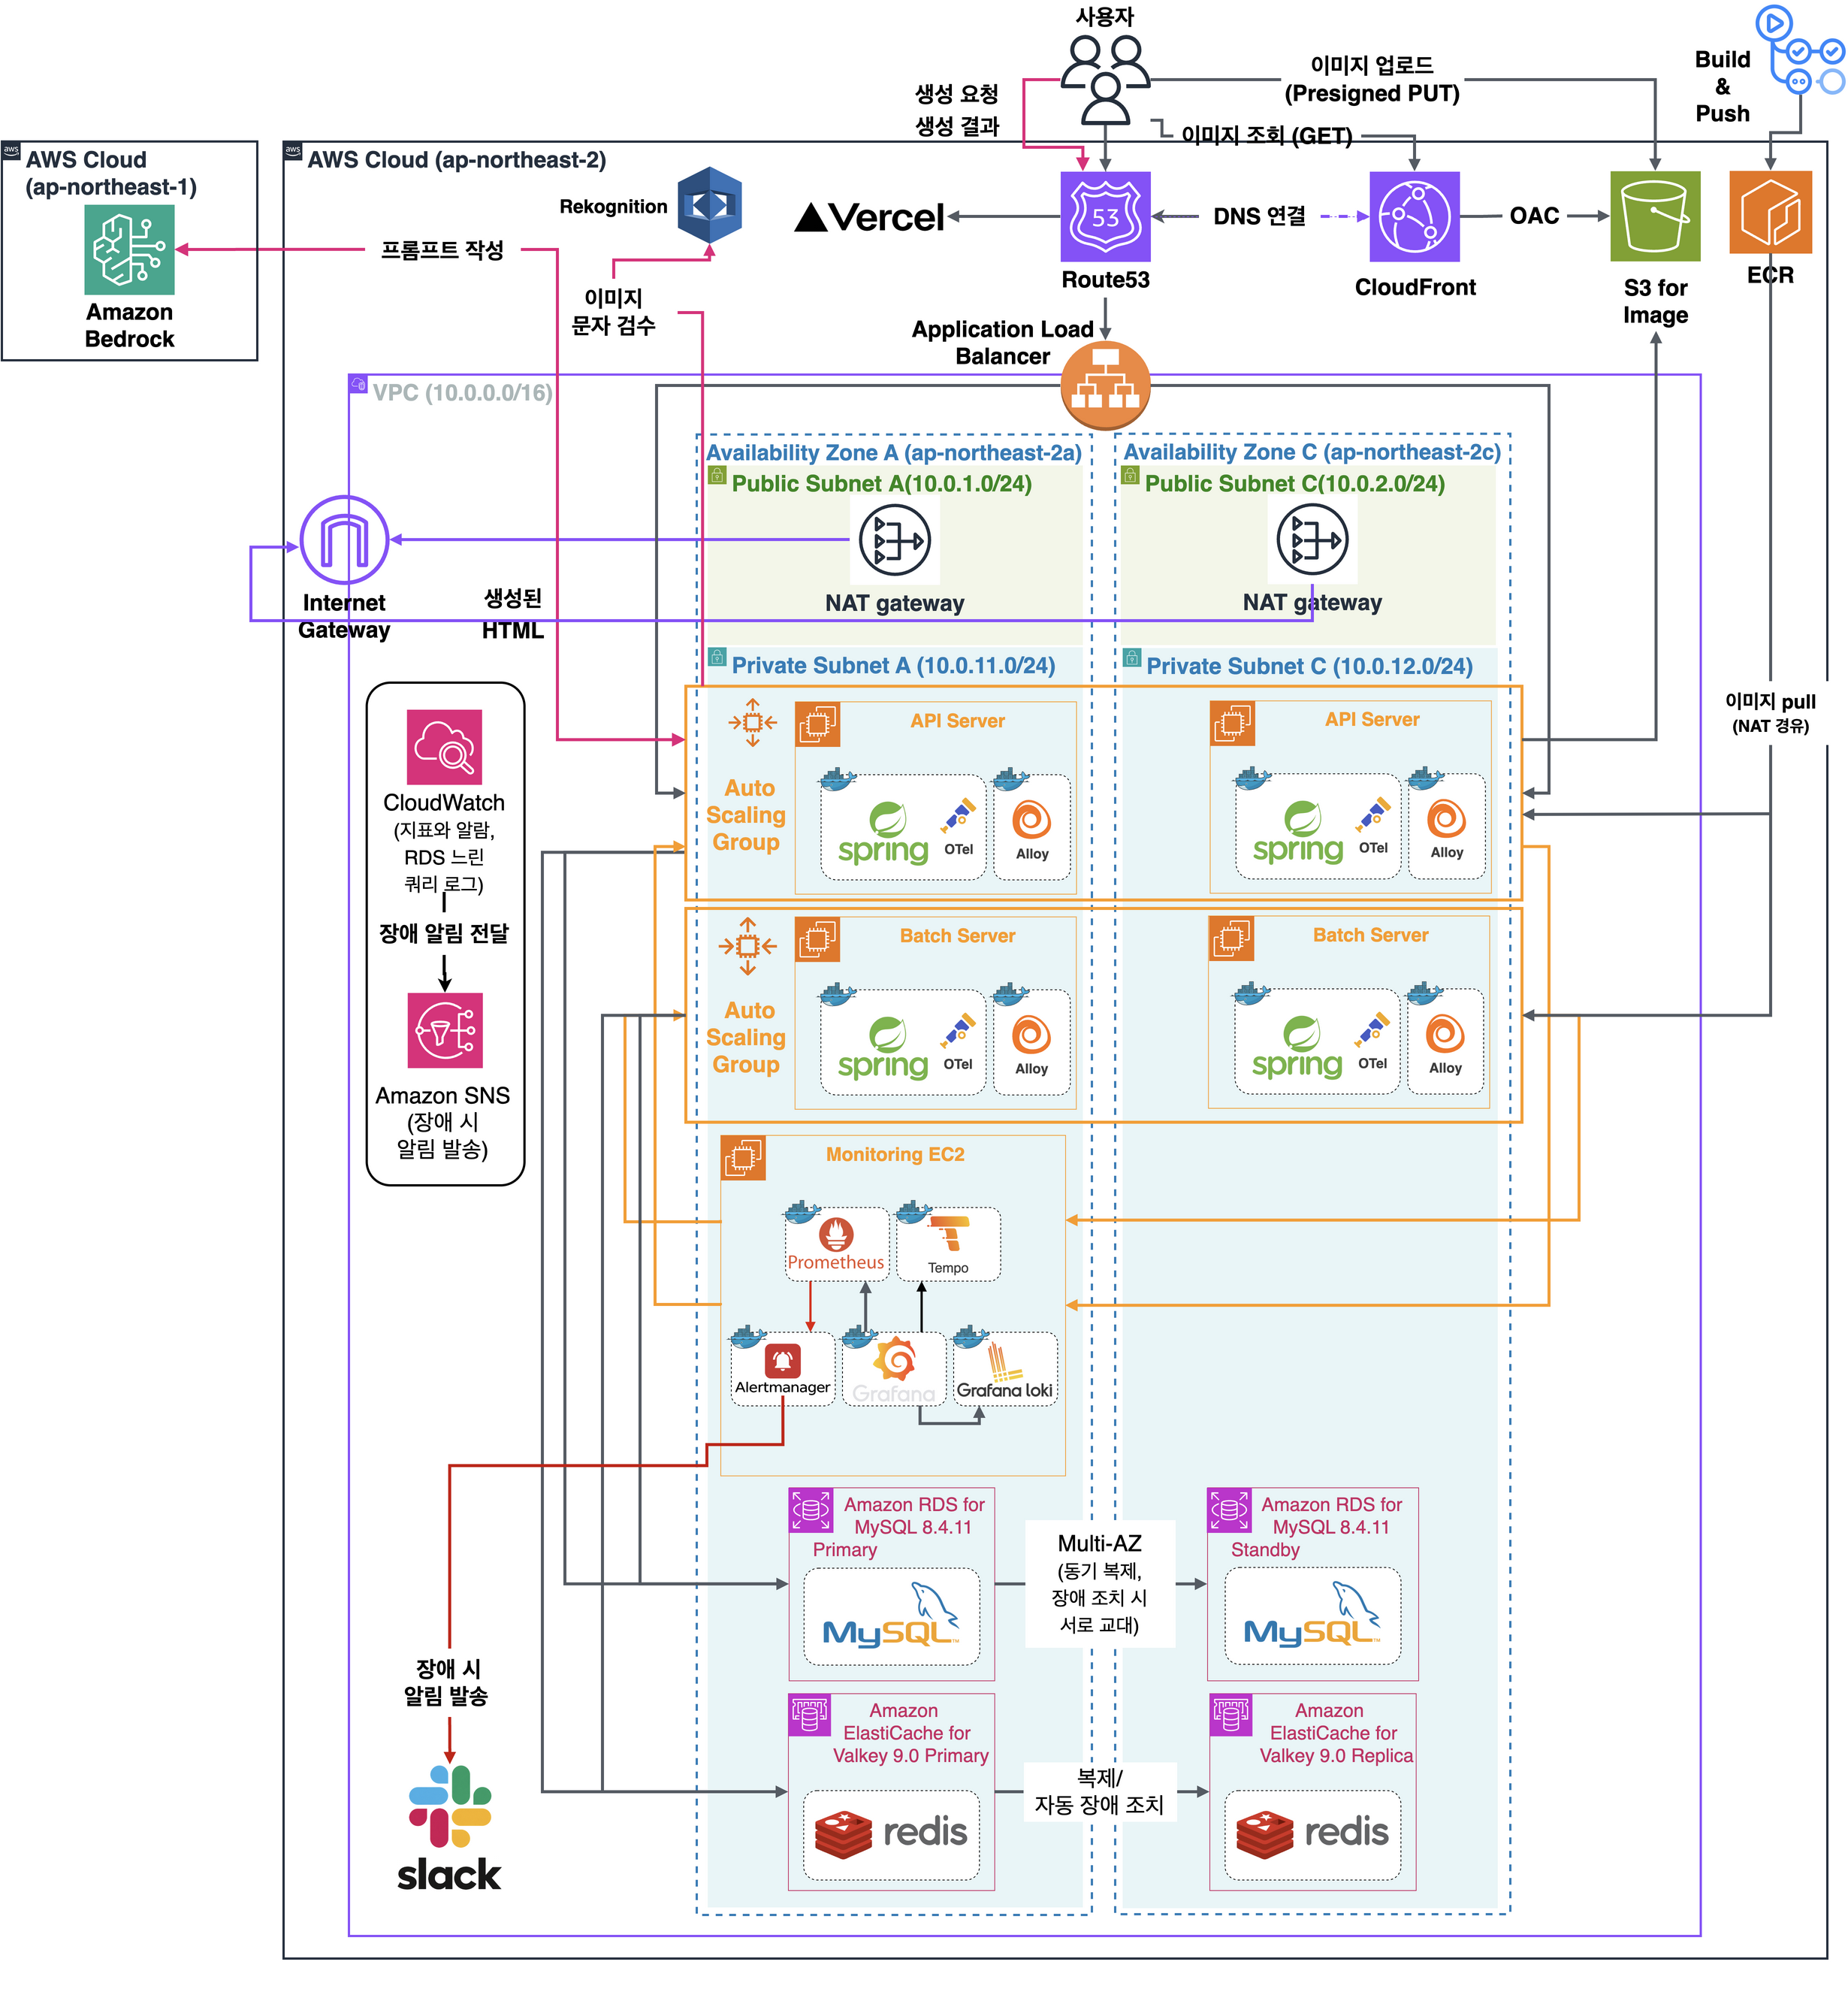 사용자
이미지 업로드
(Presigned PUT)
Build
&
Push
생성 요청
생성 결과
이미지 조회 (GET)
aws
AWS Cloud
(ap-northeast-1)
aws
AWS Cloud (ap-northeast-2)
Rekognition
Vercel
53
DNS 연결
OAC
프롬프트 작성
Route53
CloudFront
ECR
S3 for
Image
Amazon
Bedrock
이미지
문자 검수
Application Load
Balancer
VPC (10.0.0.0/16)
Availability Zone A (ap-northeast-2a)
Availability Zone C (ap-northeast-2c)
Public Subnet A(10.0.1.0/24)
Public Subnet C(10.0.2.0/24)
NAT gateway
NAT gateway
Internet
Gateway
생성된
HTML
Private Subnet A (10.0.11.0/24)
Private Subnet C (10.0.12.0/24)
이미지 pull
(NAT 경유)
API Server
API Server
Auto
Scaling
Group
spring
OTel
Alloy
spring
OTel
Alloy
CloudWatch
(지표와 알람,
RDS 느린
쿼리 로그)
장애 알림 전달
Amazon SNS
(장애 시
알림 발송)
Batch Server
Batch Server
Auto
Scaling
Group
spring
OTel
Alloy
spring
OTel
Alloy
Monitoring EC2
Prometheus
Tempo
Alertmanager
Grafana
Grafana loki
Amazon RDS for
MySQL 8.4.11
Primary
MySQL™
Multi-AZ
(동기 복제,
장애 조치 시
서로 교대)
Amazon RDS for
MySQL 8.4.11
Standby
MySQL™
장애 시
알림 발송
slack
Amazon
ElastiCache for
Valkey 9.0 Primary
redis
복제/
자동 장애 조치
Amazon
ElastiCache for
Valkey 9.0 Replica
redis